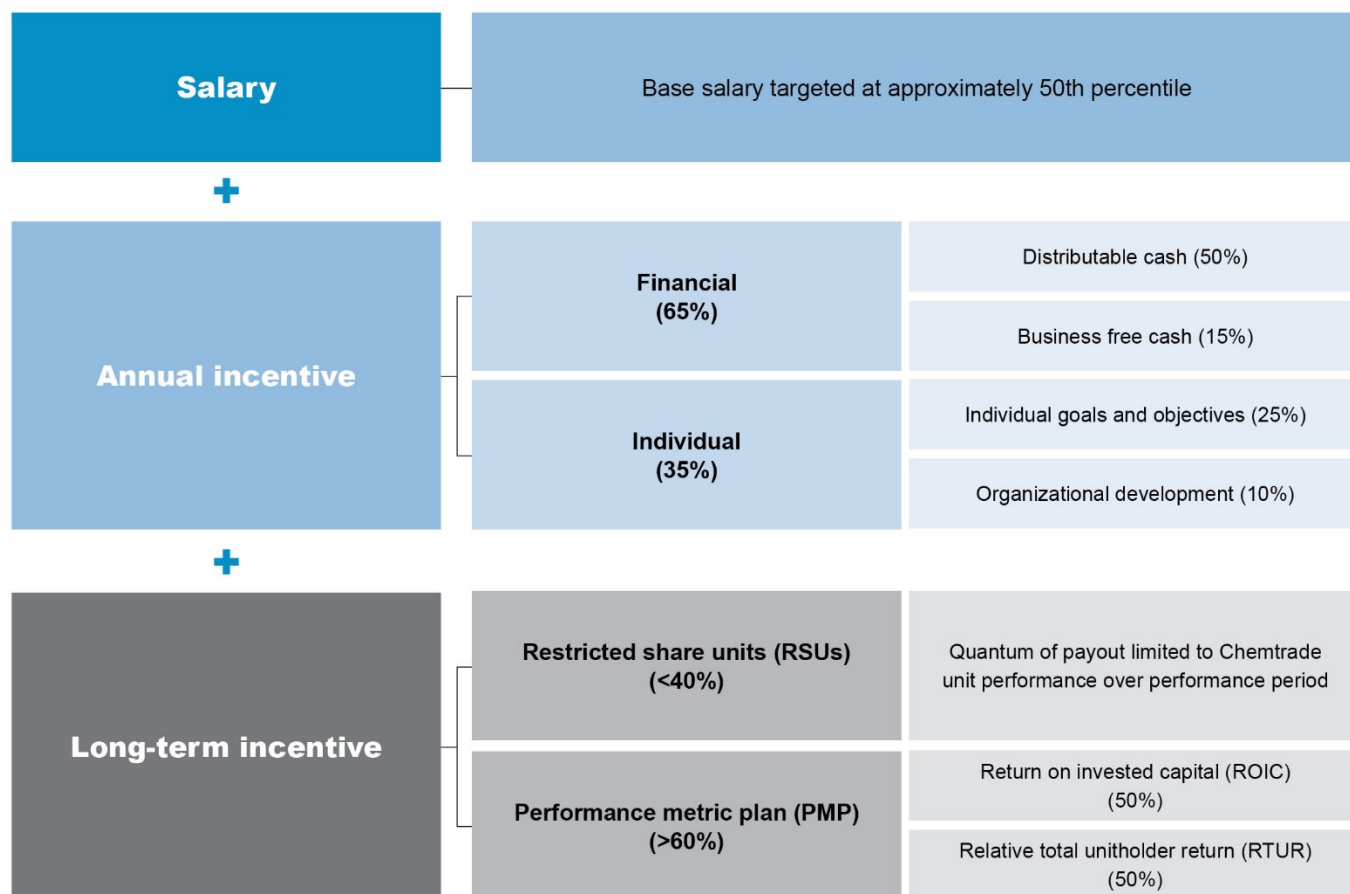 Salary
Base salary targeted at approximately 50th percentile
+
Annual incentive
Financial
(65%)
Distributable cash (50%)
Business free cash (15%)
Individual
(35%)
Individual goals and objectives (25%)
Organizational development (10%)
+
Long-term incentive
Restricted share units (RSUs)
(<40%)
Quantum of payout limited to Chemtrade
unit performance over performance period
Performance metric plan (PMP)
(>60%)
Return on invested capital (ROIC)
(50%)
Relative total unitholder return (RTUR)
(50%)